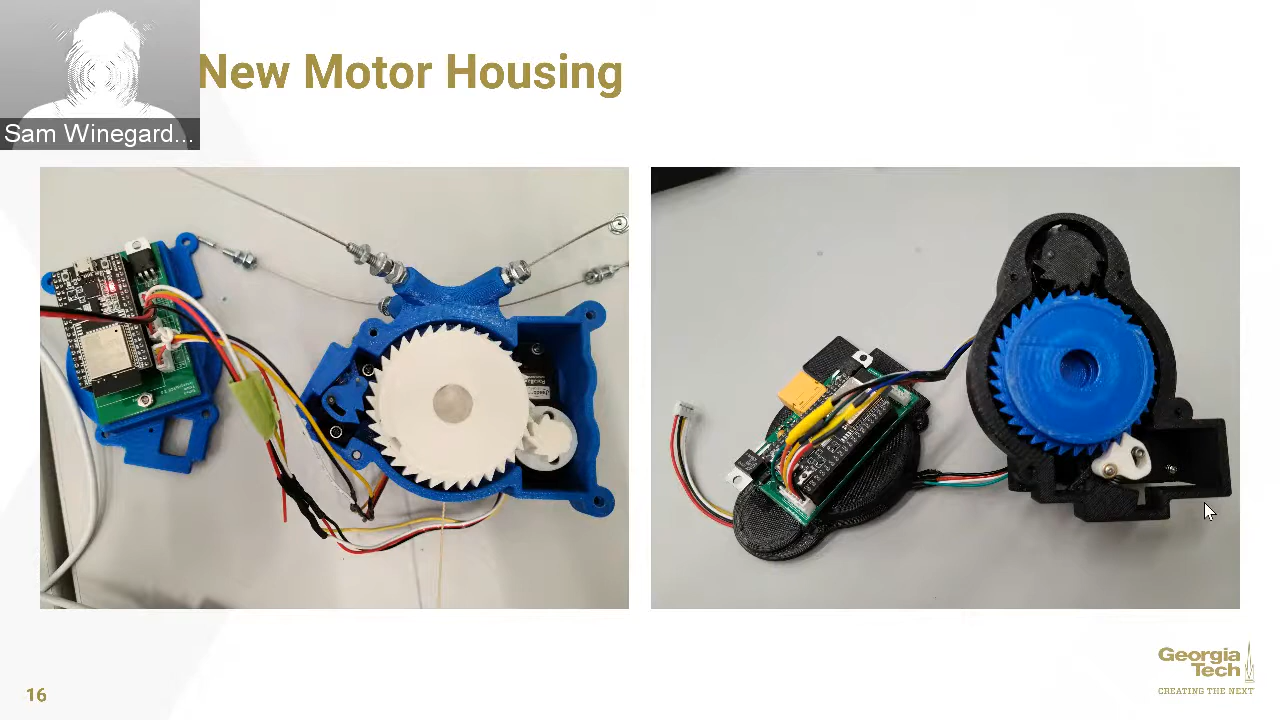 New Motor Housing
Sam Winegard...
Georgia
Tech
CREATING THE NEXT
16